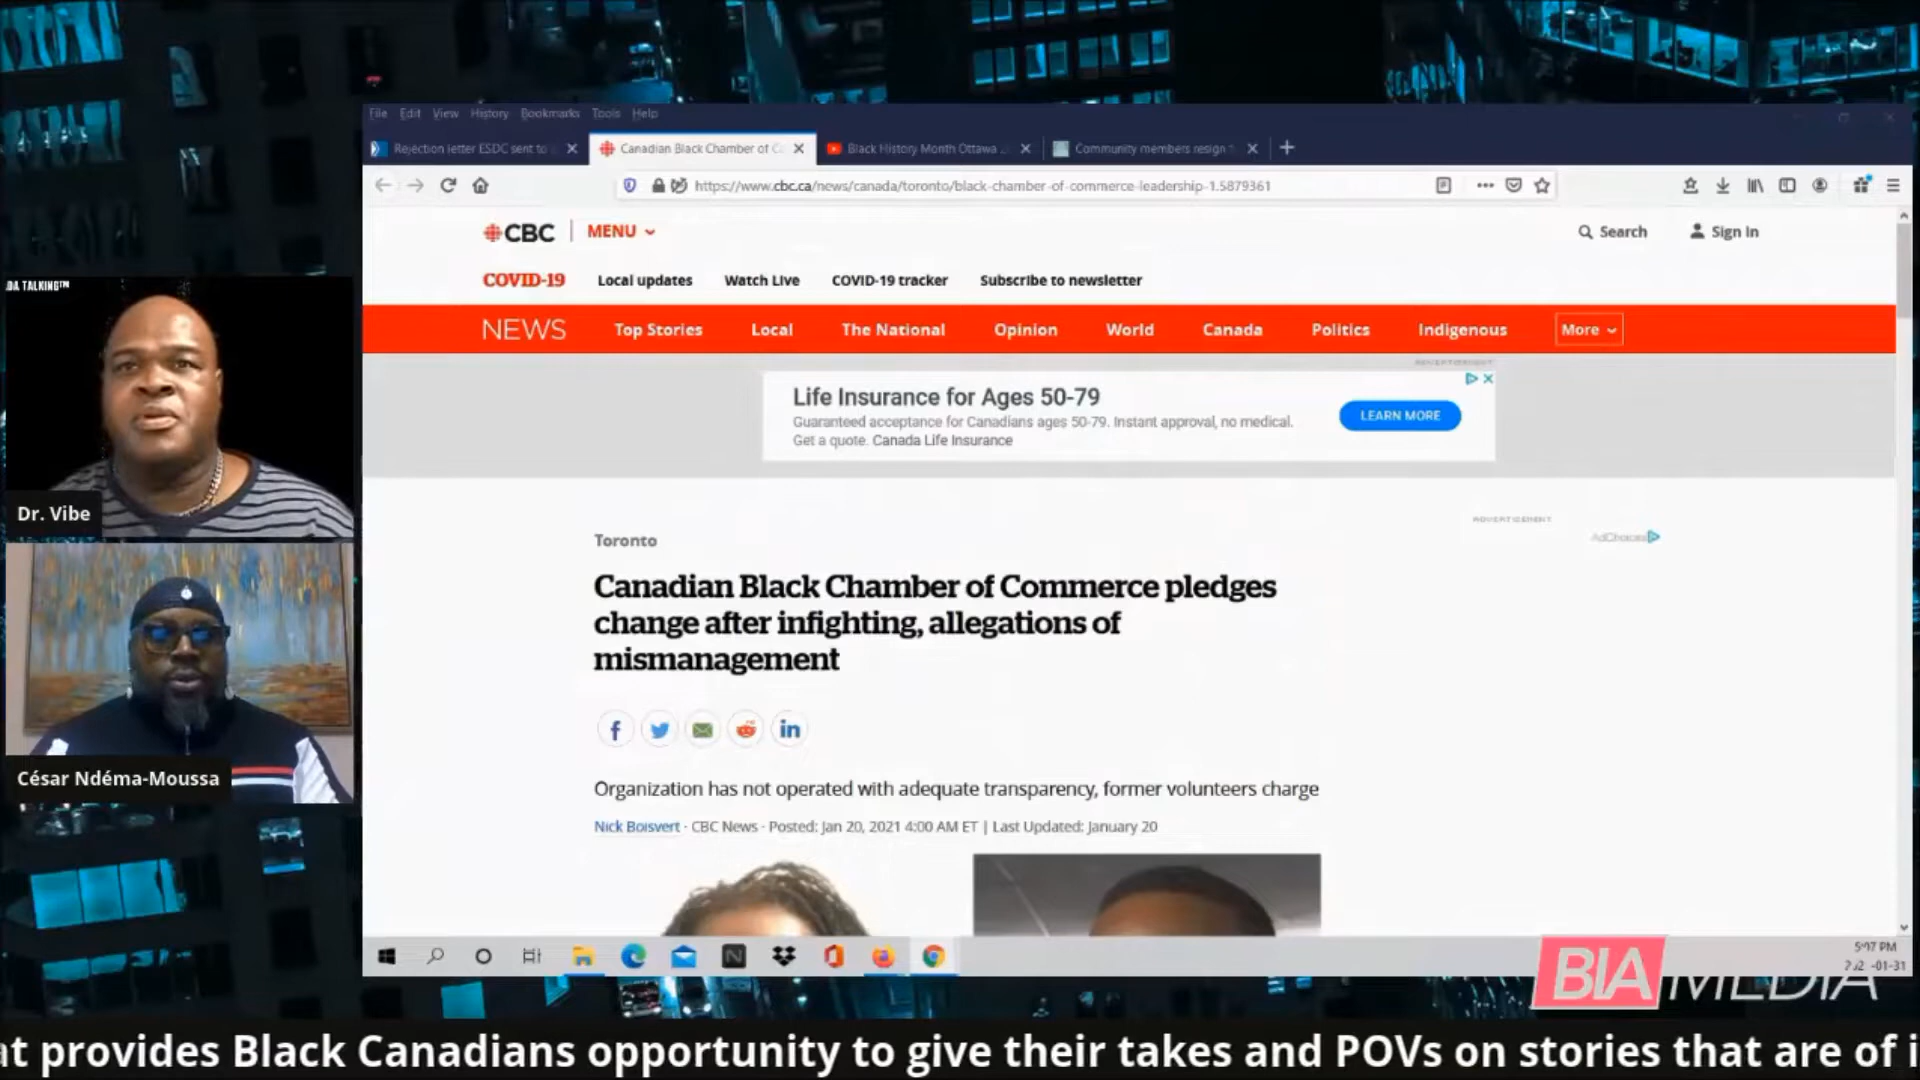 DA TALKING™
Dr. Vibe
César Ndéma-Moussa
File Edit View History Bookmarks Tools Help
Rejection letter ESDC sent to
Canadian Black Chamber of C
Black History Month Ottawa
Community members resign
https://www.cbc.ca/news/canada/toronto/black-chamber-of-commerce-leadership-1.5879361
CBC MENU
Search Sign In
COVID-19 Local updates Watch Live COVID-19 tracker Subscribe to newsletter
NEWS Top Stories Local The National Opinion World Canada Politics Indigenous More
ADVERTISEMENT
Life Insurance for Ages 50-79
Guaranteed acceptance for Canadians ages 50-79. Instant approval, no medical.
Get a quote. Canada Life Insurance
LEARN MORE
ADVERTISEMENT
AdChoices
Toronto
Canadian Black Chamber of Commerce pledges
change after infighting, allegations of
mismanagement
Organization has not operated with adequate transparency, former volunteers charge
Nick Boisvert · CBC News · Posted: Jan 20, 2021 4:00 AM ET | Last Updated: January 20
5:07 PM
-01-31
BIA MEDIA
at provides Black Canadians opportunity to give their takes and POVs on stories that are of i